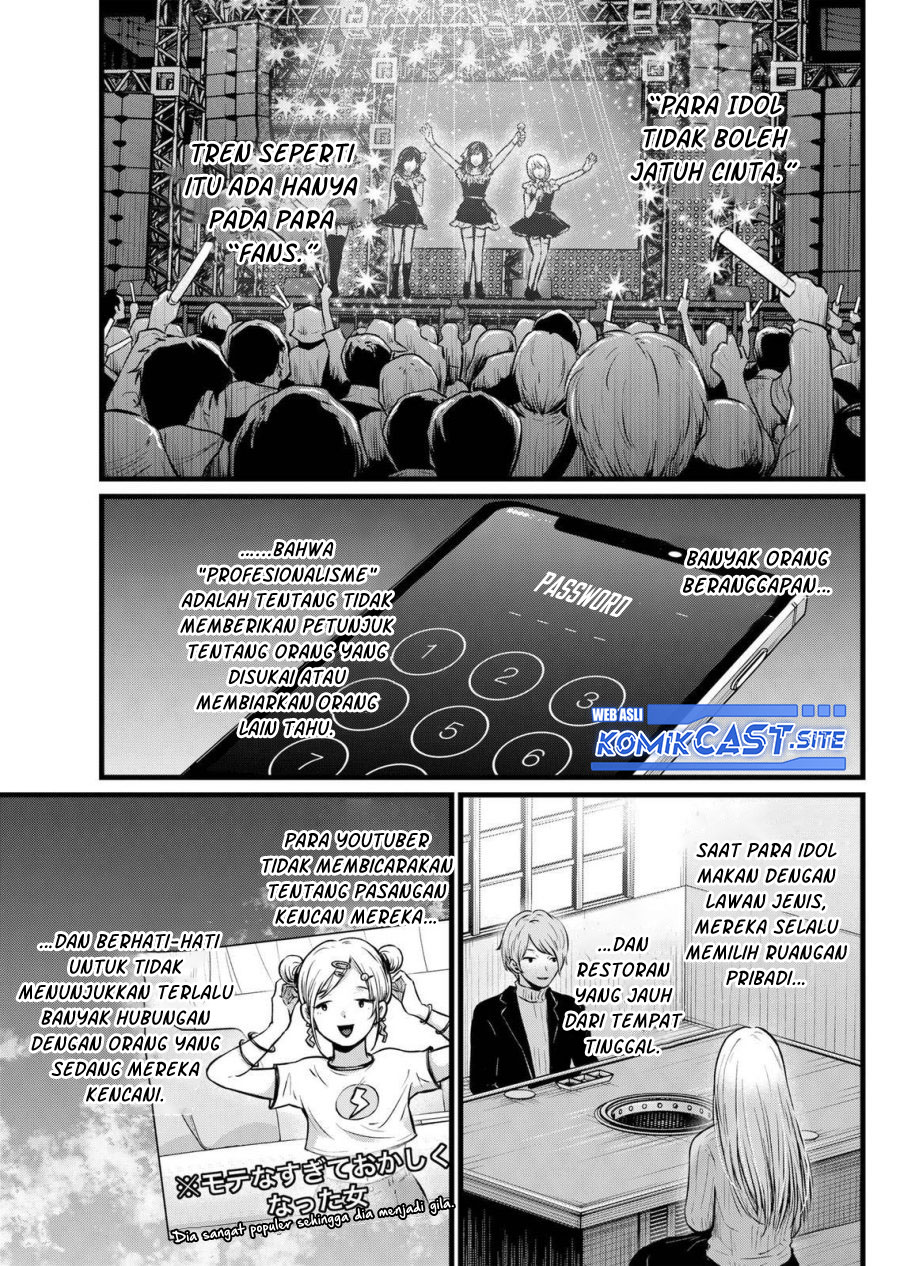 “PARA IDOL
TIDAK BOLEH
JATUH CINTA.”
TREN SEPERTI
ITU ADA HANYA
PADA PARA
“FANS.”
BANYAK ORANG
BERANGGAPAN...
......BAHWA
"PROFESIONALISME"
ADALAH TENTANG TIDAK
MEMBERIKAN PETUNJUK
TENTANG ORANG YANG
DISUKAI ATAU
MEMBIARKAN ORANG
LAIN TAHU.
PASSWORD
1
2
3
5
6
7
WEB ASLI
KOMIKCAST.SITE
SAAT PARA IDOL
MAKAN DENGAN
LAWAN JENIS,
MEREKA SELALU
MEMILIH RUANGAN
PRIBADI...
...DAN
RESTORAN
YANG JAUH
DARI TEMPAT
TINGGAL.
PARA YOUTUBER
TIDAK MEMBICARAKAN
TENTANG PASANGAN
KENCAN MEREKA...
...DAN BERHATI-HATI
UNTUK TIDAK
MENUNJUKKAN TERLALU
BANYAK HUBUNGAN
DENGAN ORANG YANG
SEDANG MEREKA
KENCANI.
※モテなすぎておかしく
なった女
Dia sangat populer sehingga dia menjadi gila.